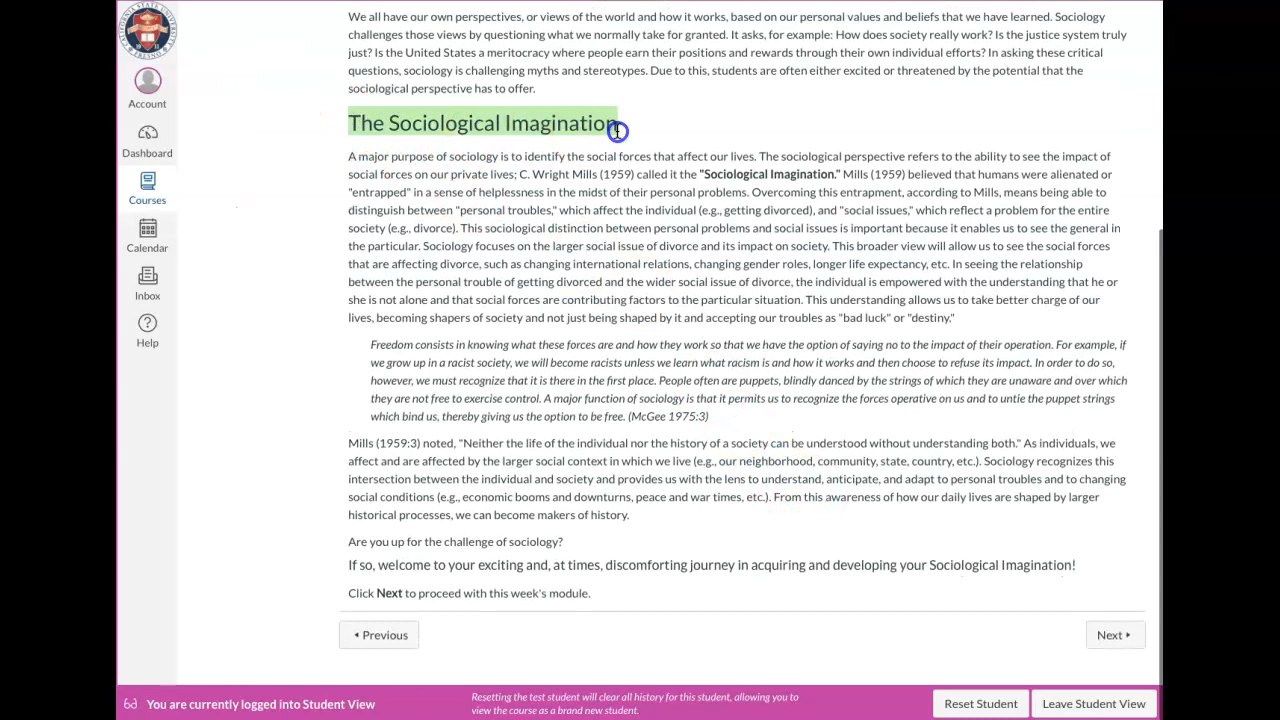 We all have our own perspectives, or views of the world and how it works, based on our personal values and beliefs that we have learned. Sociology
challenges those views by questioning what we normally take for granted. It asks, for example: How does society really work? Is the justice system truly
just? Is the United States a meritocracy where people earn their positions and rewards through their own individual efforts? In asking these critical
questions, sociology is challenging myths and stereotypes. Due to this, students are often either excited or threatened by the potential that the
sociological perspective has to offer.
The Sociological Imagination
A major purpose of sociology is to identify the social forces that affect our lives. The sociological perspective refers to the ability to see the impact of
social forces on our private lives; C. Wright Mills (1959) called it the "Sociological Imagination." Mills (1959) believed that humans were alienated or
"entrapped" in a sense of helplessness in the midst of their personal problems. Overcoming this entrapment, according to Mills, means being able to
distinguish between "personal troubles," which affect the individual (e.g., getting divorced), and "social issues," which reflect a problem for the entire
society (e.g., divorce). This sociological distinction between personal problems and social issues is important because it enables us to see the general in
the particular. Sociology focuses on the larger social issue of divorce and its impact on society. This broader view will allow us to see the social forces
that are affecting divorce, such as changing international relations, changing gender roles, longer life expectancy, etc. In seeing the relationship
between the personal trouble of getting divorced and the wider social issue of divorce, the individual is empowered with the understanding that he or
she is not alone and that social forces are contributing factors to the particular situation. This understanding allows us to take better charge of our
lives, becoming shapers of society and not just being shaped by it and accepting our troubles as "bad luck" or "destiny."
Freedom consists in knowing what these forces are and how they work so that we have the option of saying no to the impact of their operation. For example, if
we grow up in a racist society, we will become racists unless we learn what racism is and how it works and then choose to refuse its impact. In order to do so,
however, we must recognize that it is there in the first place. People often are puppets, blindly danced by the strings of which they are unaware and over which
they are not free to exercise control. A major function of sociology is that it permits us to recognize the forces operative on us and to untie the puppet strings
which bind us, thereby giving us the option to be free. (McGee 1975:3)
Mills (1959:3) noted, "Neither the life of the individual nor the history of a society can be understood without understanding both." As individuals, we
affect and are affected by the larger social context in which we live (e.g., our neighborhood, community, state, country, etc.). Sociology recognizes this
intersection between the individual and society and provides us with the lens to understand, anticipate, and adapt to personal troubles and to changing
social conditions (e.g., economic booms and downturns, peace and war times, etc.). From this awareness of how our daily lives are shaped by larger
historical processes, we can become makers of history.
Are you up for the challenge of sociology?
If so, welcome to your exciting and, at times, discomforting journey in acquiring and developing your Sociological Imagination!
Click Next to proceed with this week's module.
Previous
Next
Account
Dashboard
Courses
Calendar
Inbox
Help
You are currently logged into Student View
Resetting the test student will clear all history for this student, allowing you to
view the course as a brand new student.
Reset Student
Leave Student View